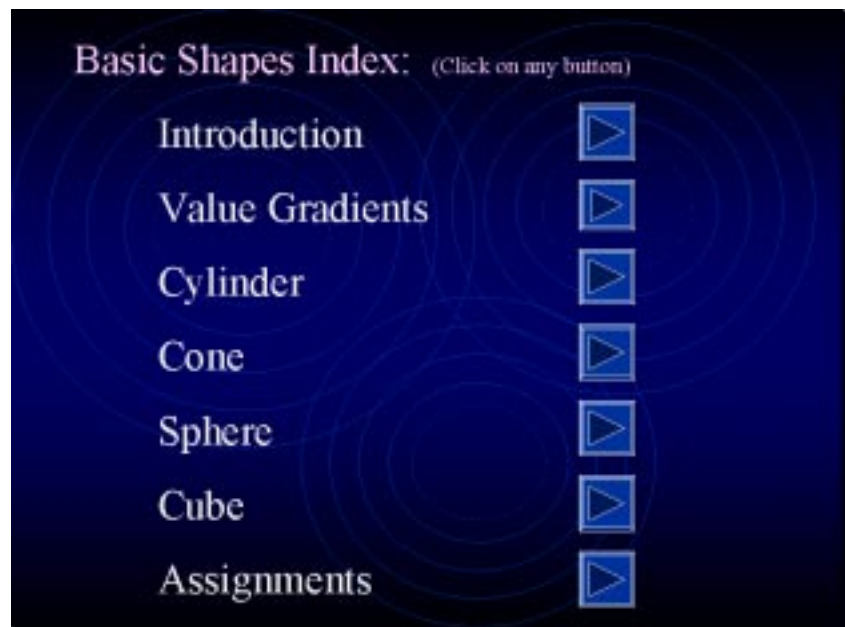 Basic Shapes Index: (Click on any button)
Introduction
Value Gradients
Cylinder
Cone
Sphere
Cube
Assignments